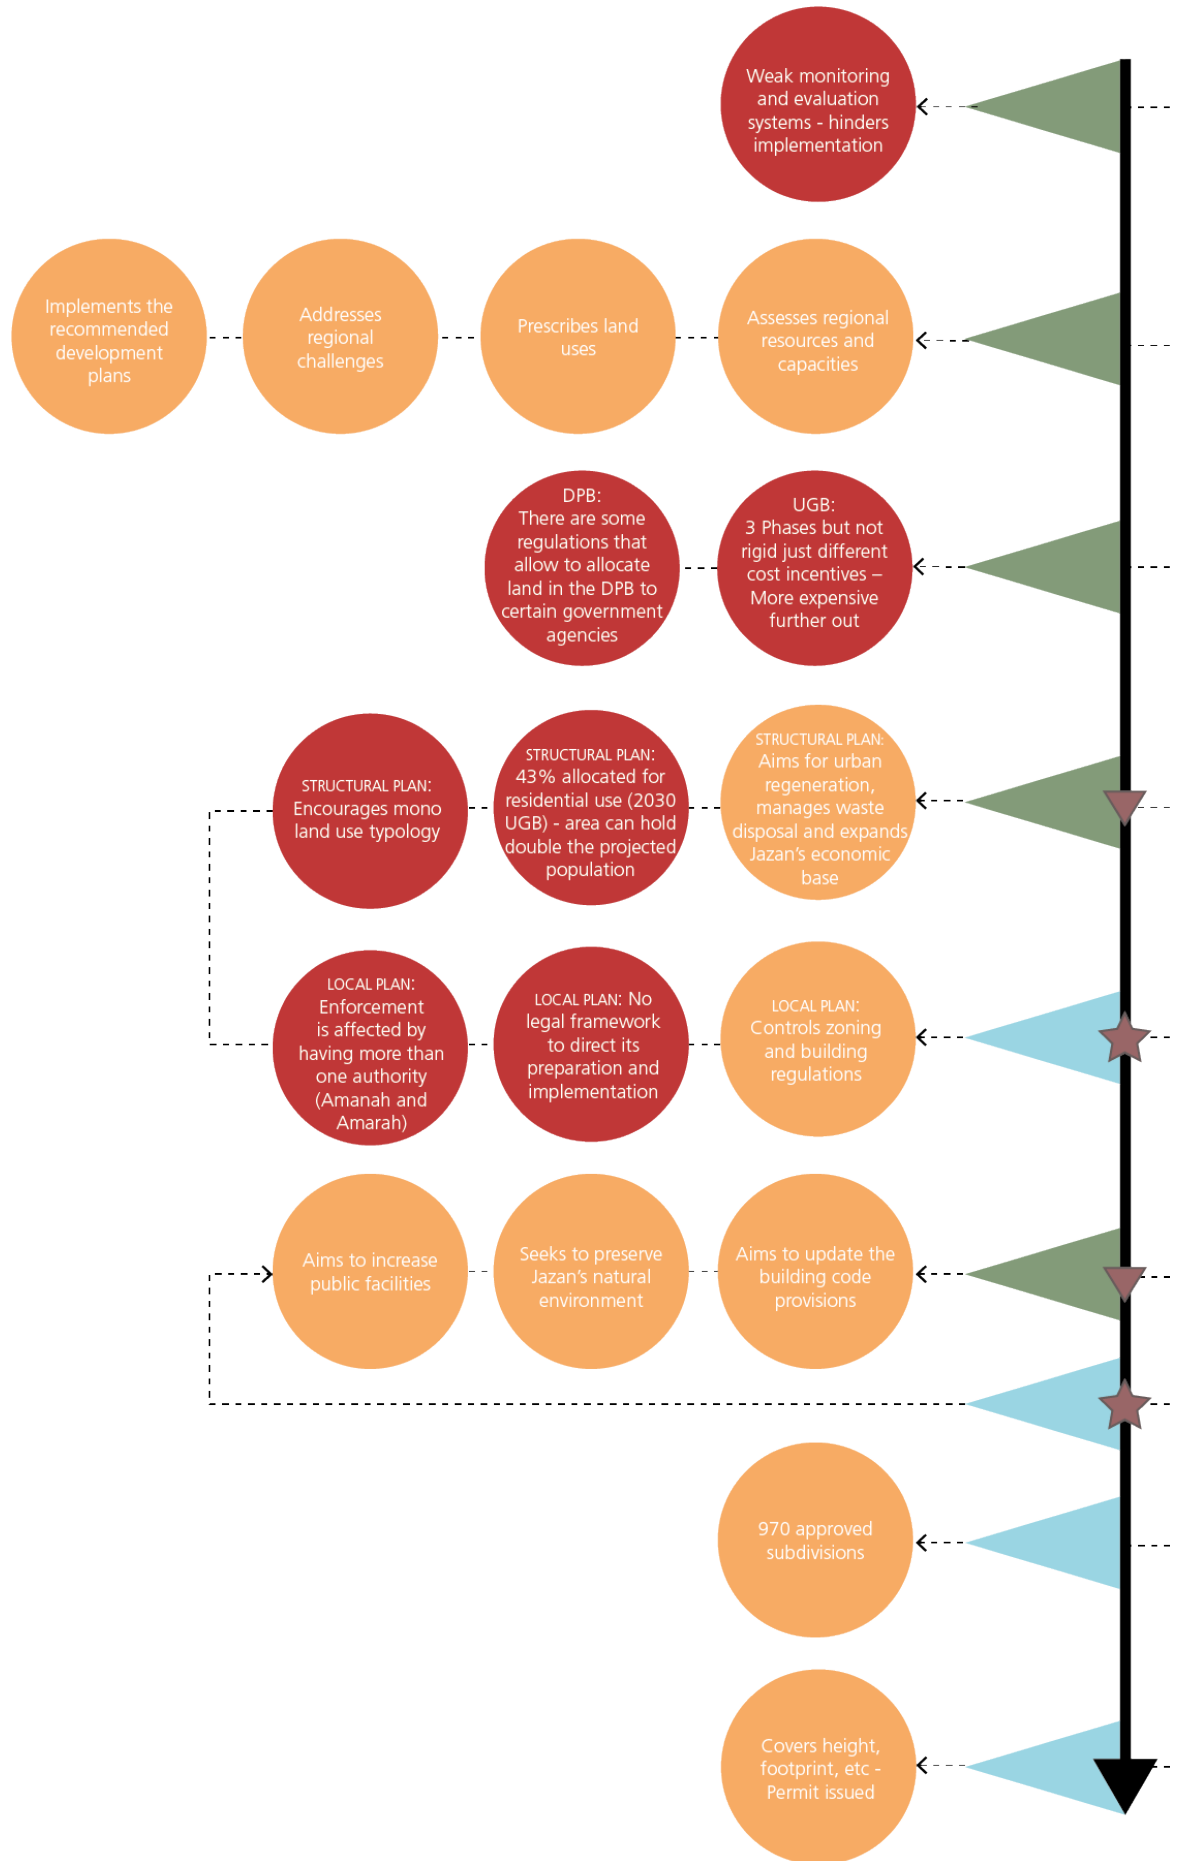 Weak monitoring
and evaluation
systems - hinders
implementation
Implements the
recommended
development
plans
Addresses
regional
challenges
Prescribes land
uses
Assesses regional
resources and
capacities
DPB:
There are some
regulations that
allow to allocate
land in the DPB to
certain government
agencies
UGB:
3 Phases but not
rigid just different
cost incentives –
More expensive
further out
STRUCTURAL PLAN:
Encourages mono
land use typology
STRUCTURAL PLAN:
43% allocated for
residential use (2030
UGB) - area can hold
double the projected
population
STRUCTURAL PLAN:
Aims for urban
regeneration,
manages waste
disposal and expands
Jazan’s economic
base
LOCAL PLAN:
Enforcement
is affected by
having more than
one authority
(Amanah and
Amarah)
LOCAL PLAN: No
legal framework
to direct its
preparation and
implementation
LOCAL PLAN:
Controls zoning
and building
regulations
Aims to increase
public facilities
Seeks to preserve
Jazan’s natural
environment
Aims to update the
building code
provisions
970 approved
subdivisions
Covers height,
footprint, etc -
Permit issued